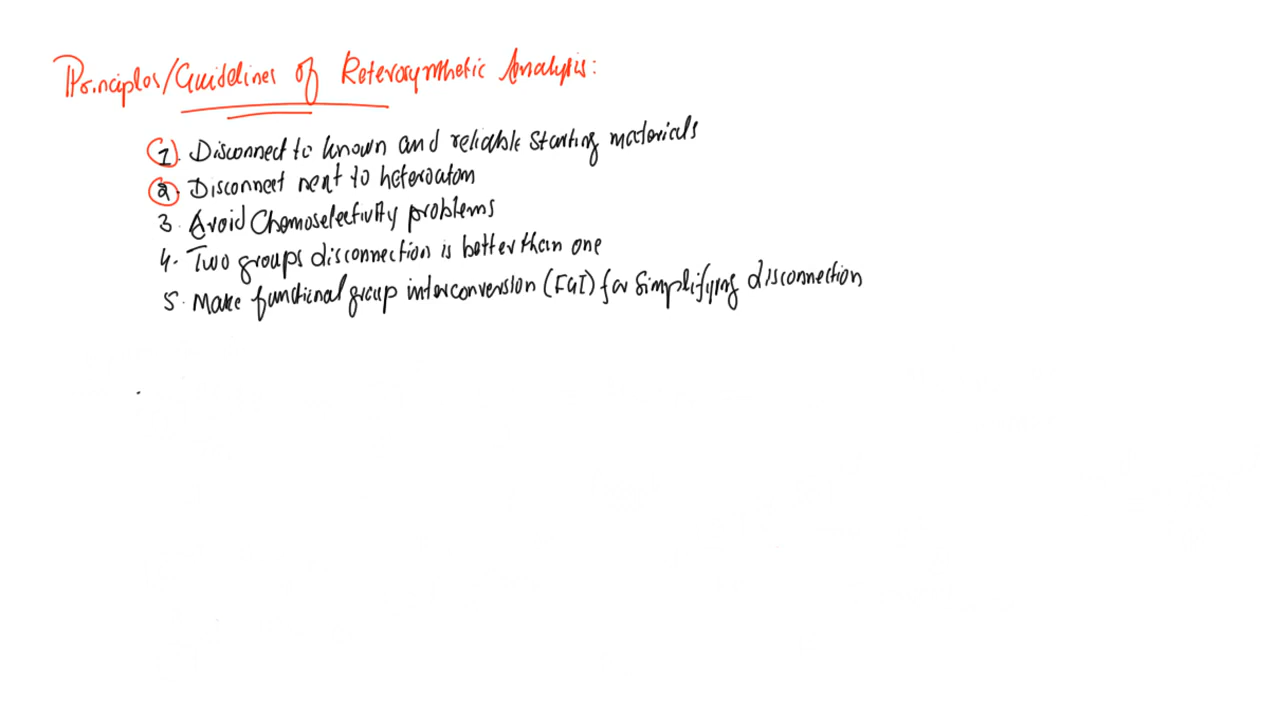 Principles/Guidelines of Reterosynthetic Analysis:
1. Disconnect to known and reliable starting materials
2. Disconnect next to heteroatom
3. Avoid Chemoselectivity problems
4. Two groups disconnection is better than one
5. Make functional group interconversion (FGI) for simplifying disconnection